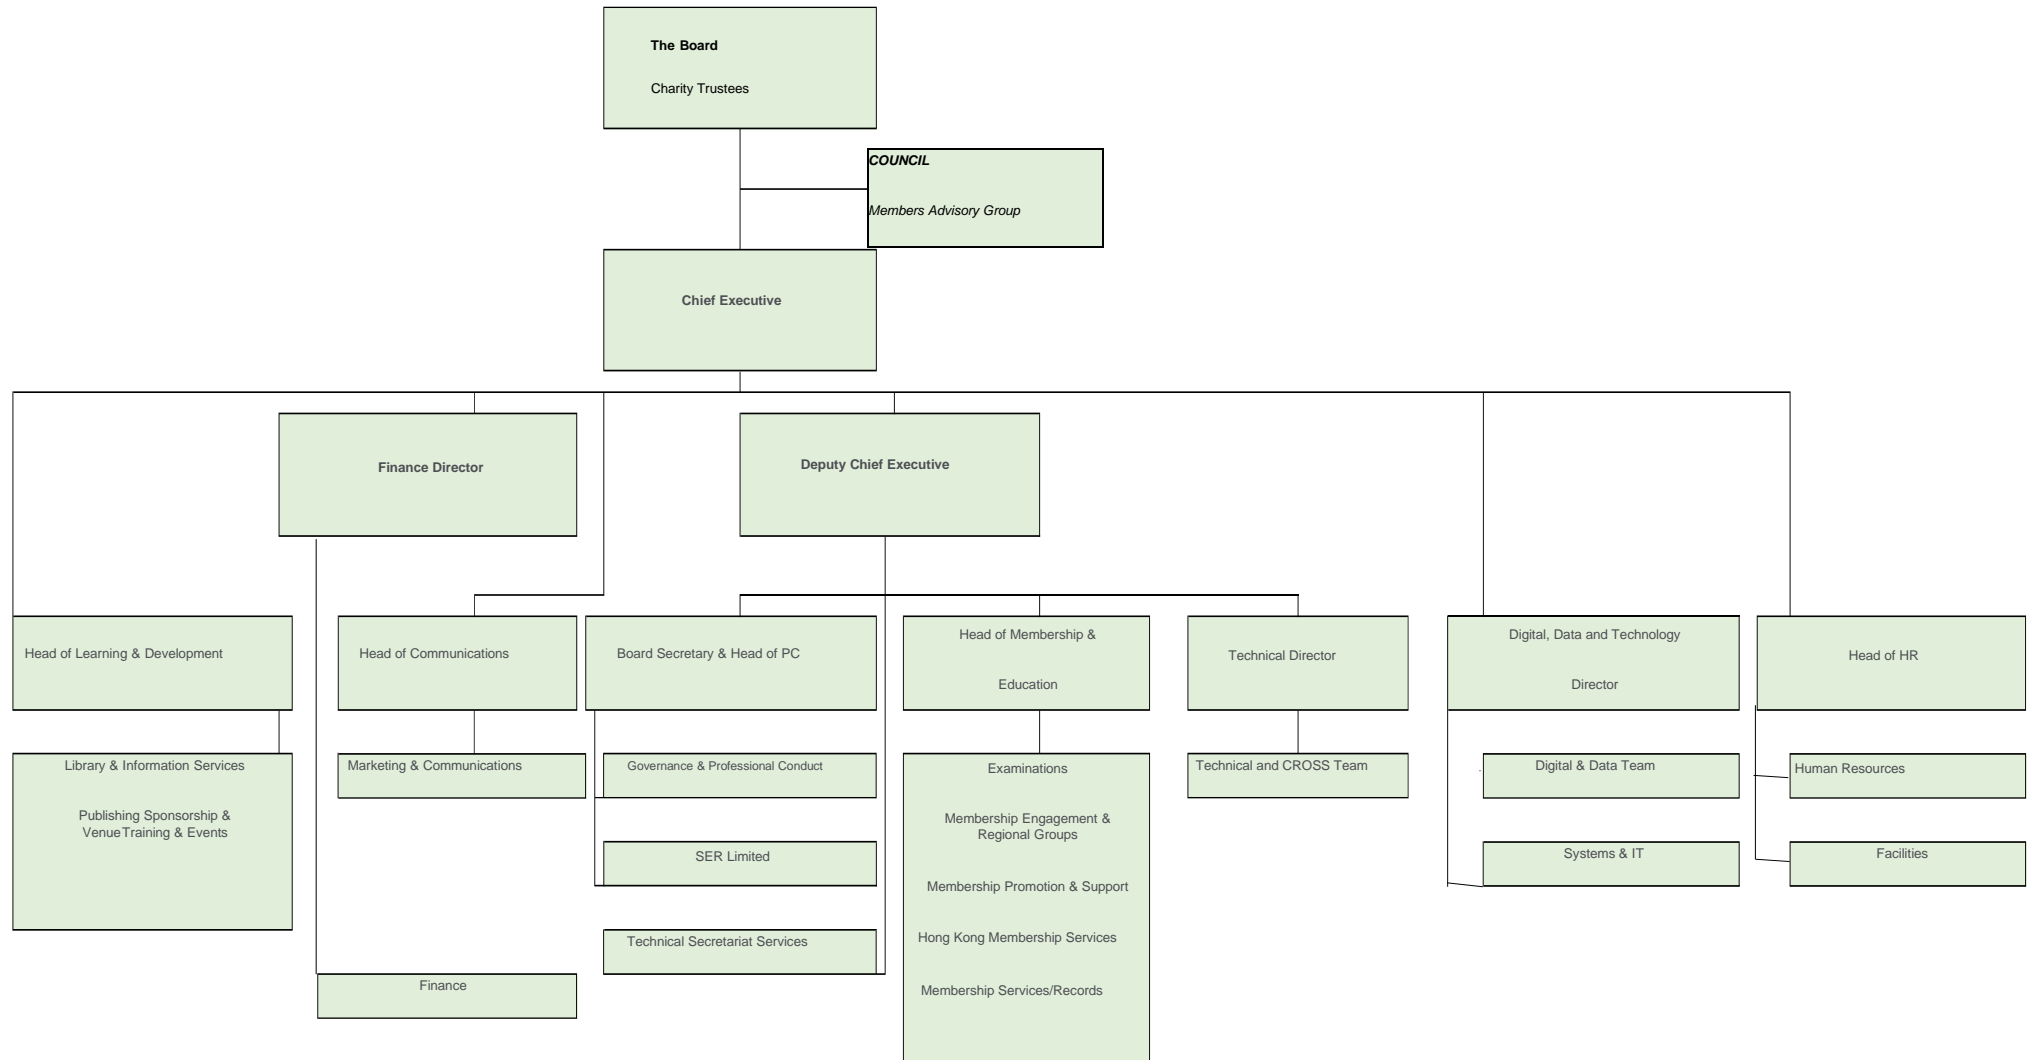 The Board
Charity Trustees
COUNCIL
Members Advisory Group
Chief Executive
Finance Director
Deputy Chief Executive
Head of Learning & Development
Head of Communications
Board Secretary & Head of PC
Head of Membership &
Education
Technical Director
Digital, Data and Technology
Director
Head of HR
Library & Information Services
Publishing Sponsorship &
VenueTraining & Events
Marketing & Communications
Governance & Professional Conduct
SER Limited
Technical Secretariat Services
Finance
Examinations
Membership Engagement &
Regional Groups
Membership Promotion & Support
Hong Kong Membership Services
Membership Services/Records
Technical and CROSS Team
Digital & Data Team
Systems & IT
Human Resources
Facilities